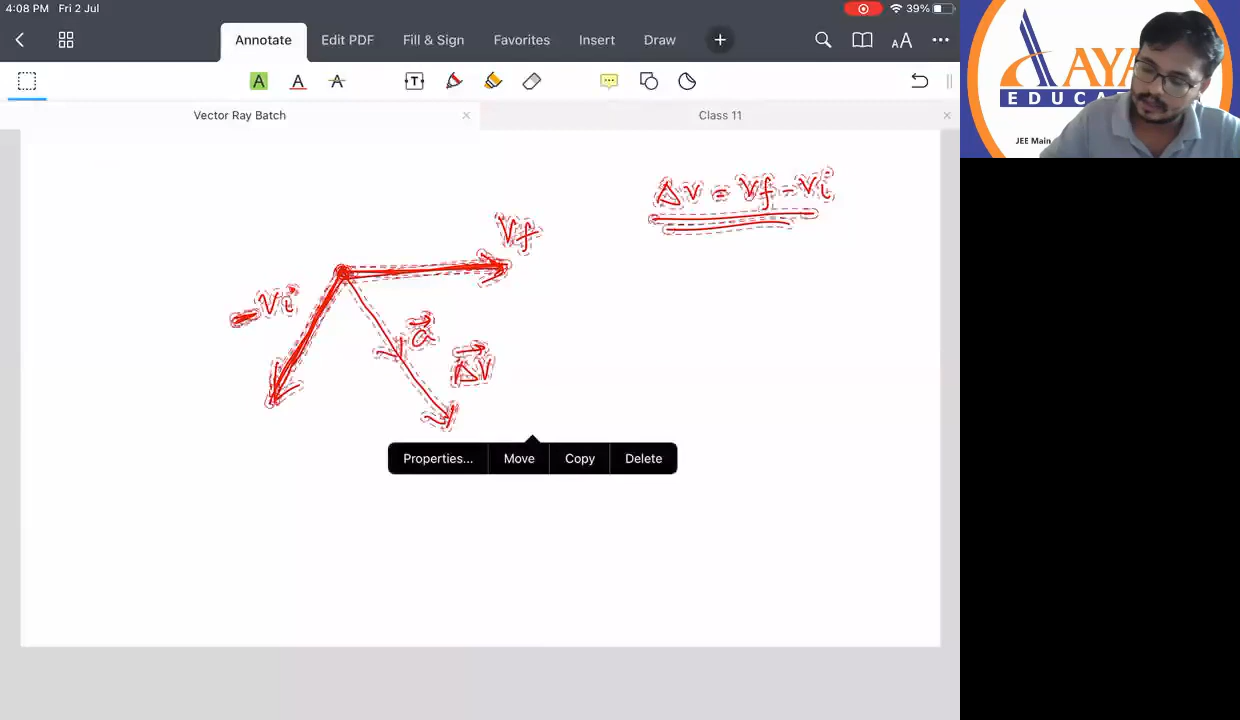 4:08 PM Fri 2 Jul
39%
Annotate Edit PDF Fill & Sign Favorites Insert Draw
A A A T
Vector Ray Batch
Class 11
Δv = Vf - Vi
Vf
-Vi
a
ΔV
Properties... Move Copy Delete
AYA
EDUCA
JEE Main